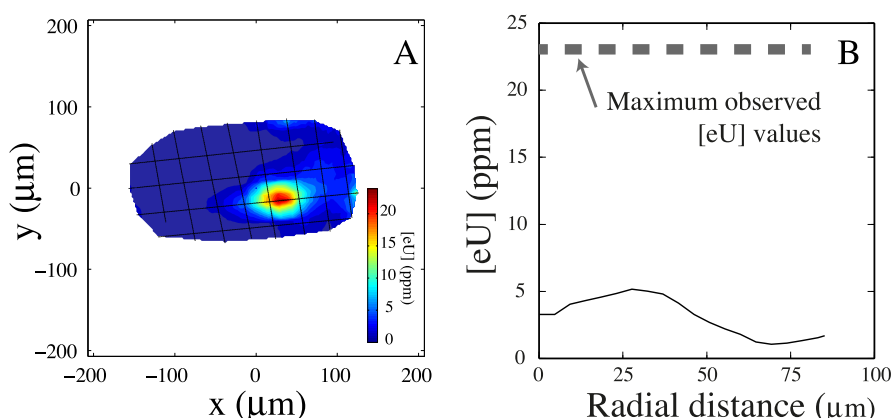 A
200
100
0
−100
−200
y (μm)
−200
−100
0
100
200
x (μm)
20
15
10
5
0
[eU] (ppm)
B
25
20
15
10
5
0
[eU] (ppm)
Maximum observed
[eU] values
0
25
50
75
100
Radial distance (μm)